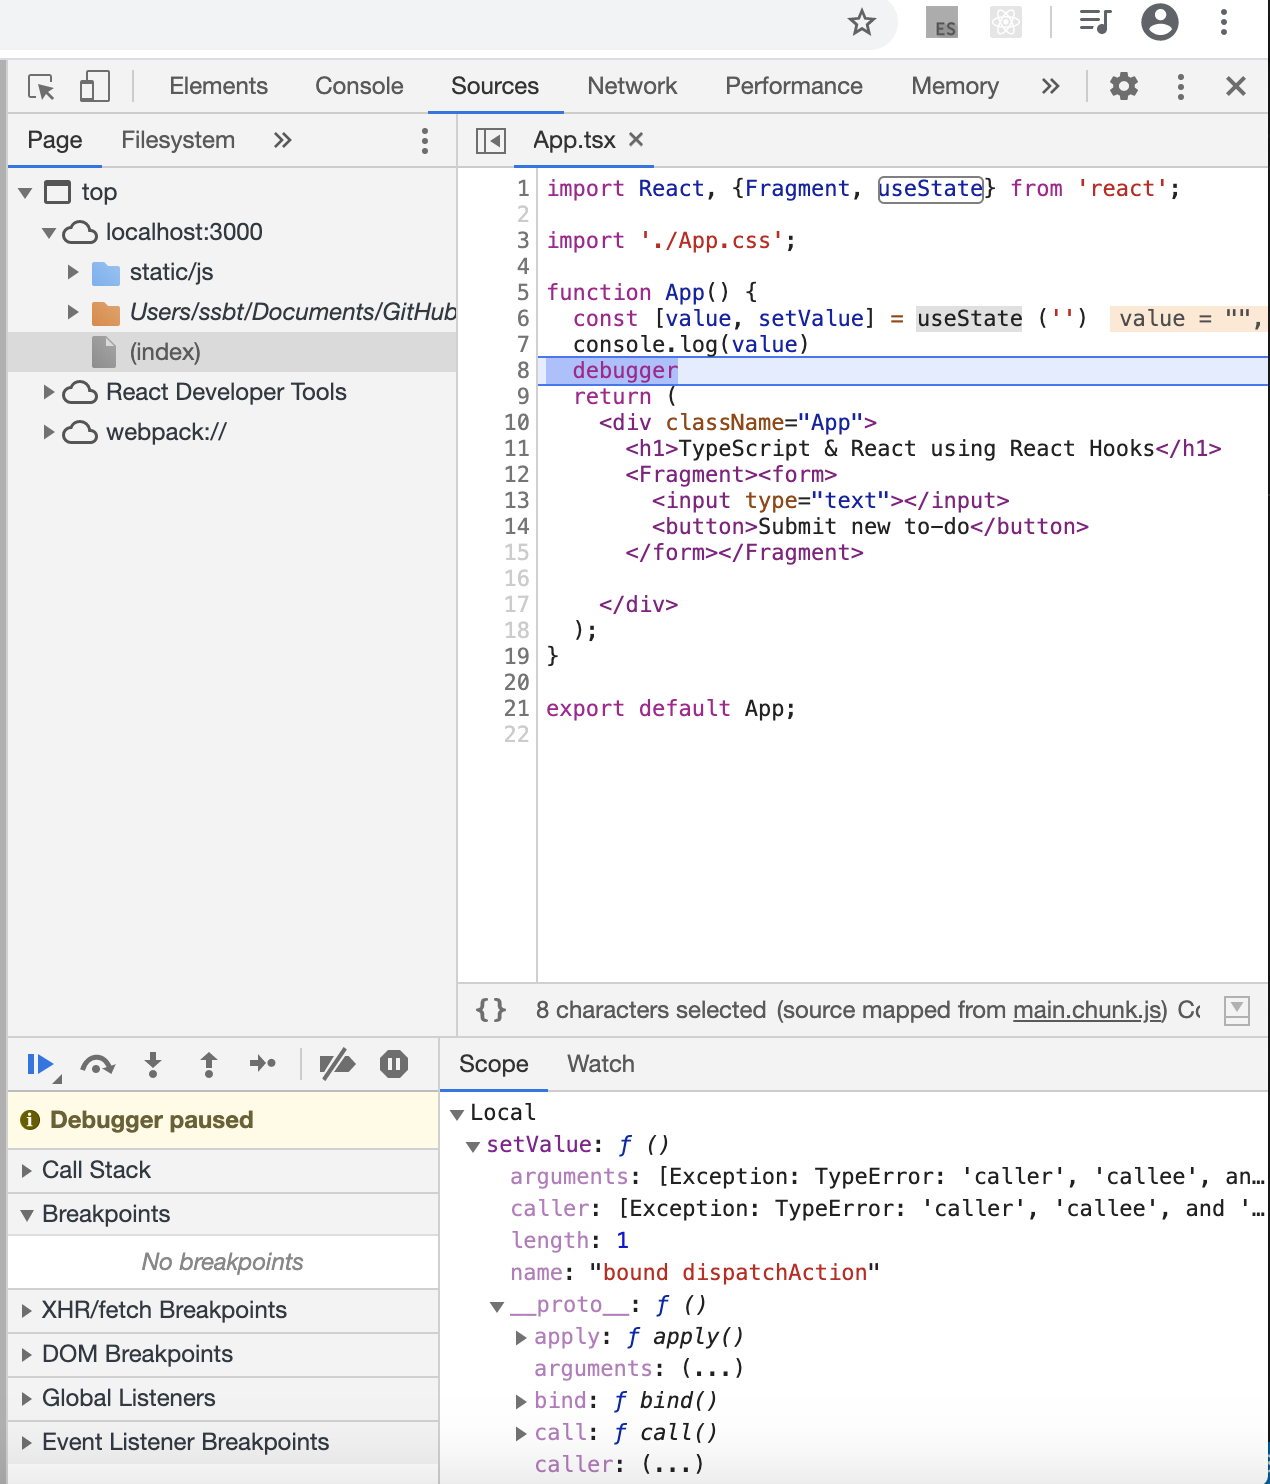 ES
Elements Console Sources Network Performance Memory »
Page Filesystem »
App.tsx ×
top
localhost:3000
static/js
Users/ssbt/Documents/GitHub
(index)
React Developer Tools
webpack://
1 import React, {Fragment, useState} from 'react';
2
3 import './App.css';
4
5 function App() {
6 const [value, setValue] = useState ('') value = "",
7 console.log(value)
8 debugger
9 return (
10 <div className="App">
11 <h1>TypeScript & React using React Hooks</h1>
12 <Fragment><form>
13 <input type="text"></input>
14 <button>Submit new to-do</button>
15 </form></Fragment>
16
17 </div>
18 );
19 }
20
21 export default App;
22
{} 8 characters selected (source mapped from main.chunk.js) Co
Debugger paused
Call Stack
Breakpoints
No breakpoints
XHR/fetch Breakpoints
DOM Breakpoints
Global Listeners
Event Listener Breakpoints
Scope Watch
Local
setValue: ƒ ()
arguments: [Exception: TypeError: 'caller', 'callee', an…
caller: [Exception: TypeError: 'caller', 'callee', and '…
length: 1
name: "bound dispatchAction"
__proto__: ƒ ()
apply: ƒ apply()
arguments: (...)
bind: ƒ bind()
call: ƒ call()
caller: (...)